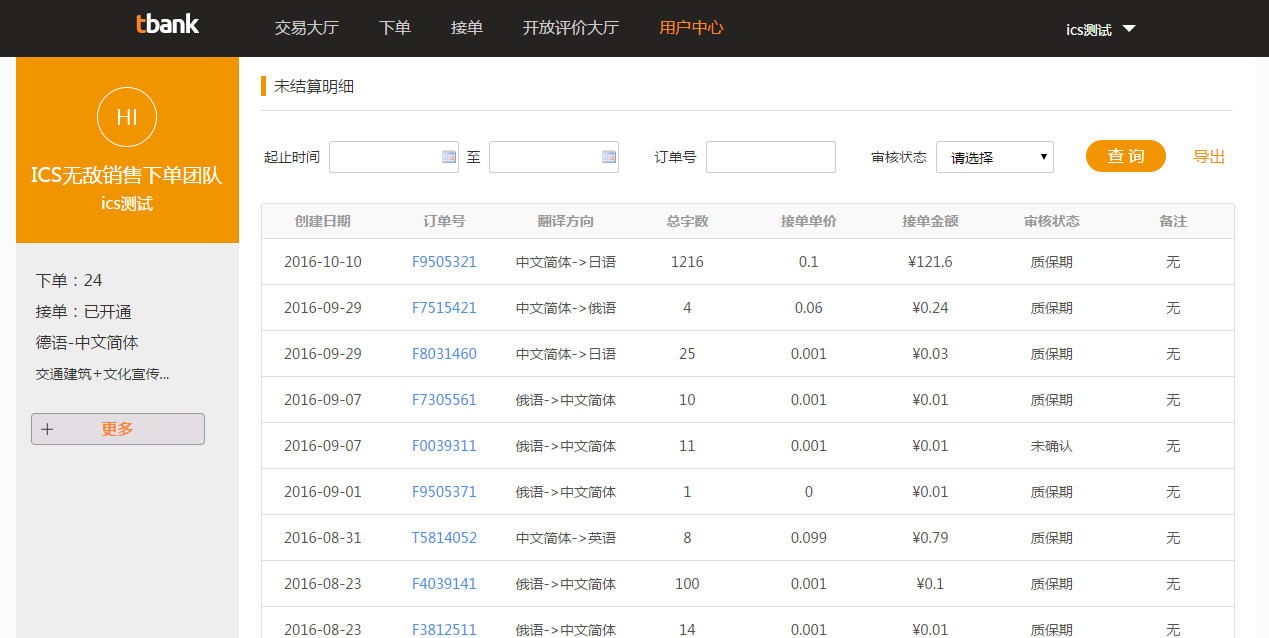 tbank 交易大厅 下单 接单 开放评价大厅 用户中心 ics测试
HI
ICS无敌销售下单团队
ics测试
下单：24
接单：已开通
德语-中文简体
交通建筑+文化宣传...
+ 更多
未结算明细
起止时间 至 订单号 审核状态 请选择 查询 导出
创建日期 订单号 翻译方向 总字数 接单单价 接单金额 审核状态 备注
2016-10-10 F9505321 中文简体->日语 1216 0.1 ¥121.6 质保期 无
2016-09-29 F7515421 中文简体->俄语 4 0.06 ¥0.24 质保期 无
2016-09-29 F8031460 中文简体->日语 25 0.001 ¥0.03 质保期 无
2016-09-07 F7305561 俄语->中文简体 10 0.001 ¥0.01 质保期 无
2016-09-07 F0039311 俄语->中文简体 11 0.001 ¥0.01 未确认 无
2016-09-01 F9505371 俄语->中文简体 1 0 ¥0.01 质保期 无
2016-08-31 T5814052 中文简体->英语 8 0.099 ¥0.79 质保期 无
2016-08-23 F4039141 俄语->中文简体 100 0.001 ¥0.1 质保期 无
2016-08-23 F3812511 俄语->中文简体 14 0.001 ¥0.01 质保期 无